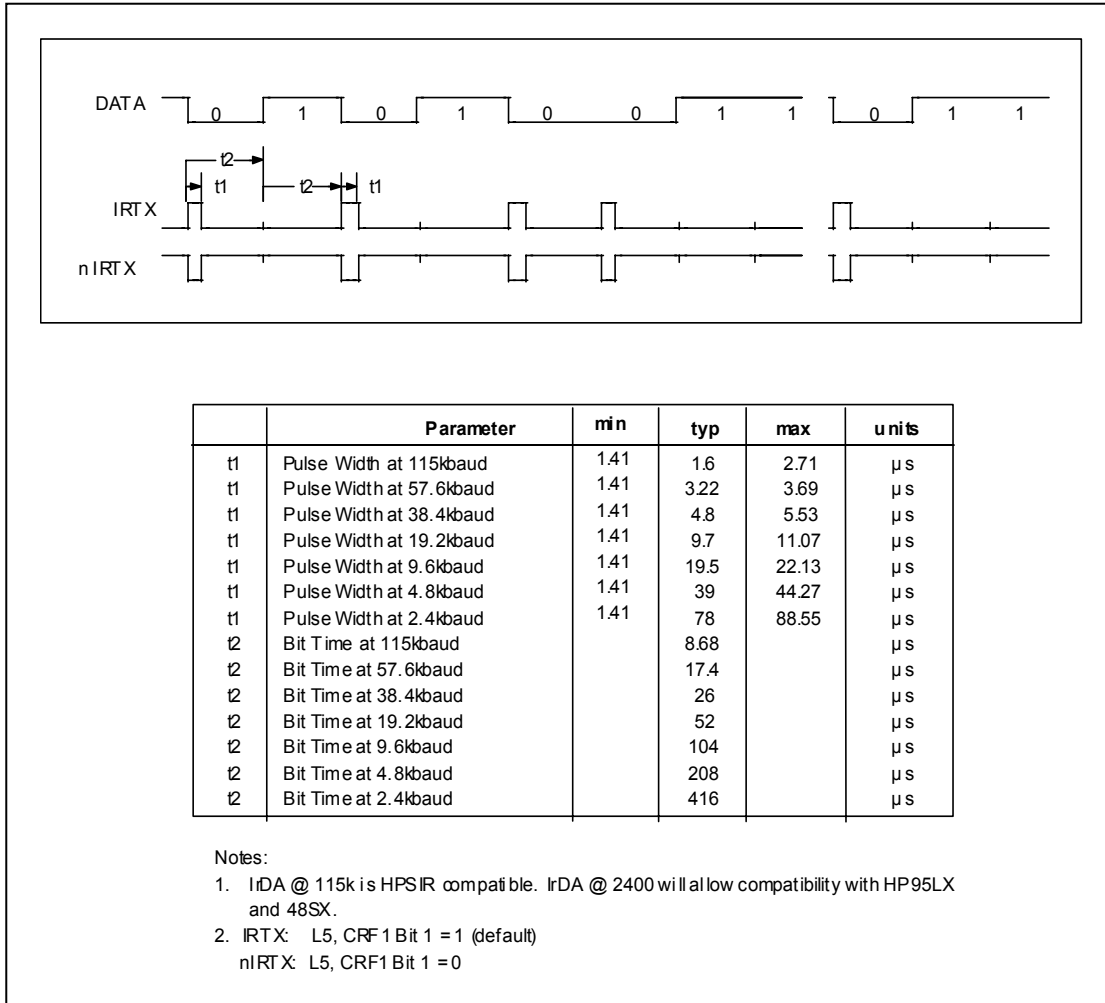 DATA 0 1 0 1 0 0 1 1 0 1 1
t2
t1 t2 t1
IRTX
nIRTX
Parameter min typ max units
t1 Pulse Width at 115kbaud 1.41 1.6 2.71 µs
t1 Pulse Width at 57.6kbaud 1.41 3.22 3.69 µs
t1 Pulse Width at 38.4kbaud 1.41 4.8 5.53 µs
t1 Pulse Width at 19.2kbaud 1.41 9.7 11.07 µs
t1 Pulse Width at 9.6kbaud 1.41 19.5 22.13 µs
t1 Pulse Width at 4.8kbaud 1.41 39 44.27 µs
t1 Pulse Width at 2.4kbaud 1.41 78 88.55 µs
t2 Bit Time at 115kbaud 8.68 µs
t2 Bit Time at 57.6kbaud 17.4 µs
t2 Bit Time at 38.4kbaud 26 µs
t2 Bit Time at 19.2kbaud 52 µs
t2 Bit Time at 9.6kbaud 104 µs
t2 Bit Time at 4.8kbaud 208 µs
t2 Bit Time at 2.4kbaud 416 µs
Notes:
1. IrDA @ 115k is HPSIR compatible. IrDA @ 2400 will allow compatibility with HP95LX
and 48SX.
2. IRTX: L5, CRF1 Bit 1 = 1 (default)
nIRTX: L5, CRF1 Bit 1 = 0